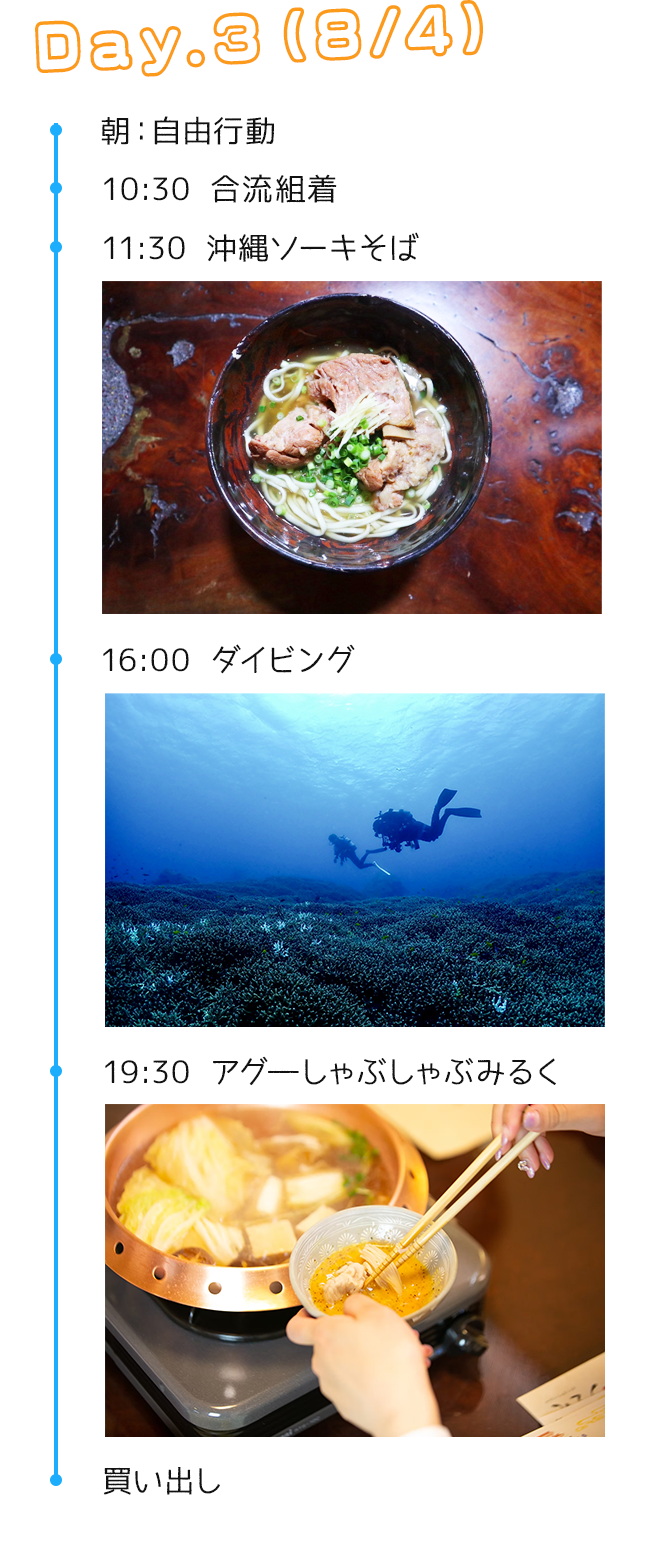 Day.3(8/4)
朝:自由行動
10:30 合流組着
11:30 沖縄ソーキそば
16:00 ダイビング
19:30 アグーしゃぶしゃぶみるく
買い出し